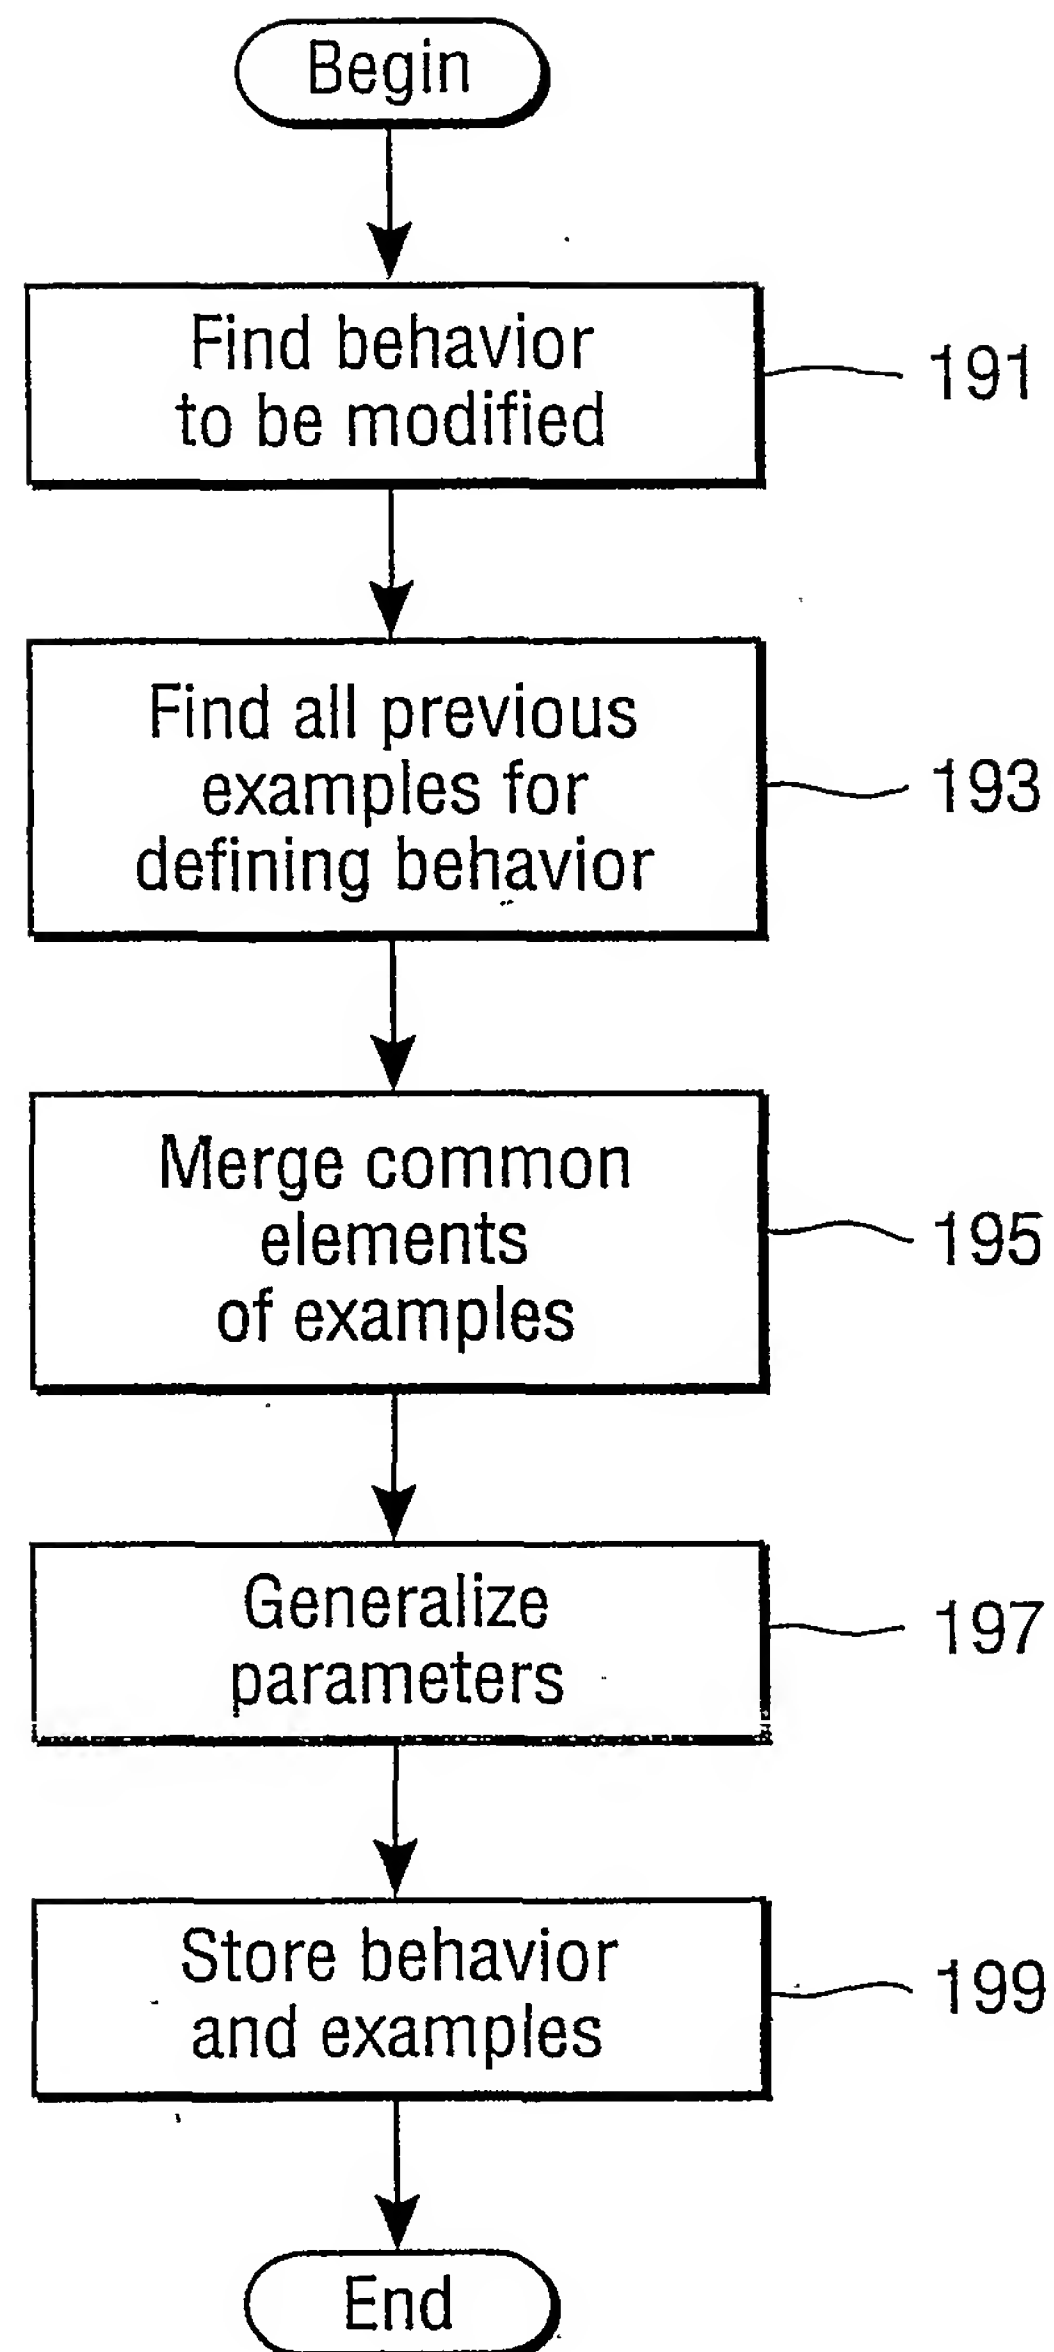 Begin
Find behavior
to be modified
191
Find all previous
examples for
defining behavior
193
Merge common
elements
of examples
195
Generalize
parameters
197
Store behavior
and examples
199
End